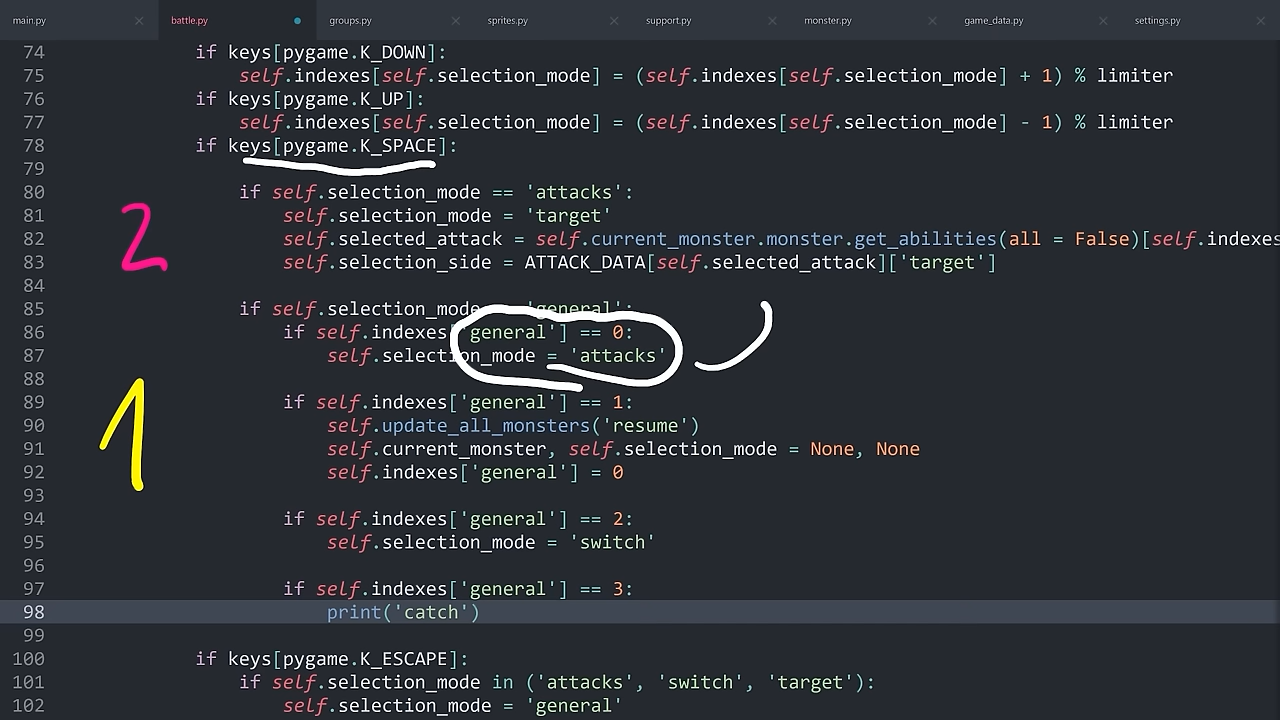 main.py battle.py groups.py sprites.py support.py monster.py game_data.py settings.py
74 if keys[pygame.K_DOWN]:
75 self.indexes[self.selection_mode] = (self.indexes[self.selection_mode] + 1) % limiter
76 if keys[pygame.K_UP]:
77 self.indexes[self.selection_mode] = (self.indexes[self.selection_mode] - 1) % limiter
78 if keys[pygame.K_SPACE]:
79
80 if self.selection_mode == 'attacks':
2
81 self.selection_mode = 'target'
82 self.selected_attack = self.current_monster.monster.get_abilities(all = False)[self.indexes
83 self.selection_side = ATTACK_DATA[self.selected_attack]['target']
84
85 if self.selection_mode 'general':
86 if self.indexes['general'] == 0:
87 self.selection_mode = 'attacks'
88
1
89 if self.indexes['general'] == 1:
90 self.update_all_monsters('resume')
91 self.current_monster, self.selection_mode = None, None
92 self.indexes['general'] = 0
93
94 if self.indexes['general'] == 2:
95 self.selection_mode = 'switch'
96
97 if self.indexes['general'] == 3:
98 print('catch')
99
100 if keys[pygame.K_ESCAPE]:
101 if self.selection_mode in ('attacks', 'switch', 'target'):
102 self.selection_mode = 'general'